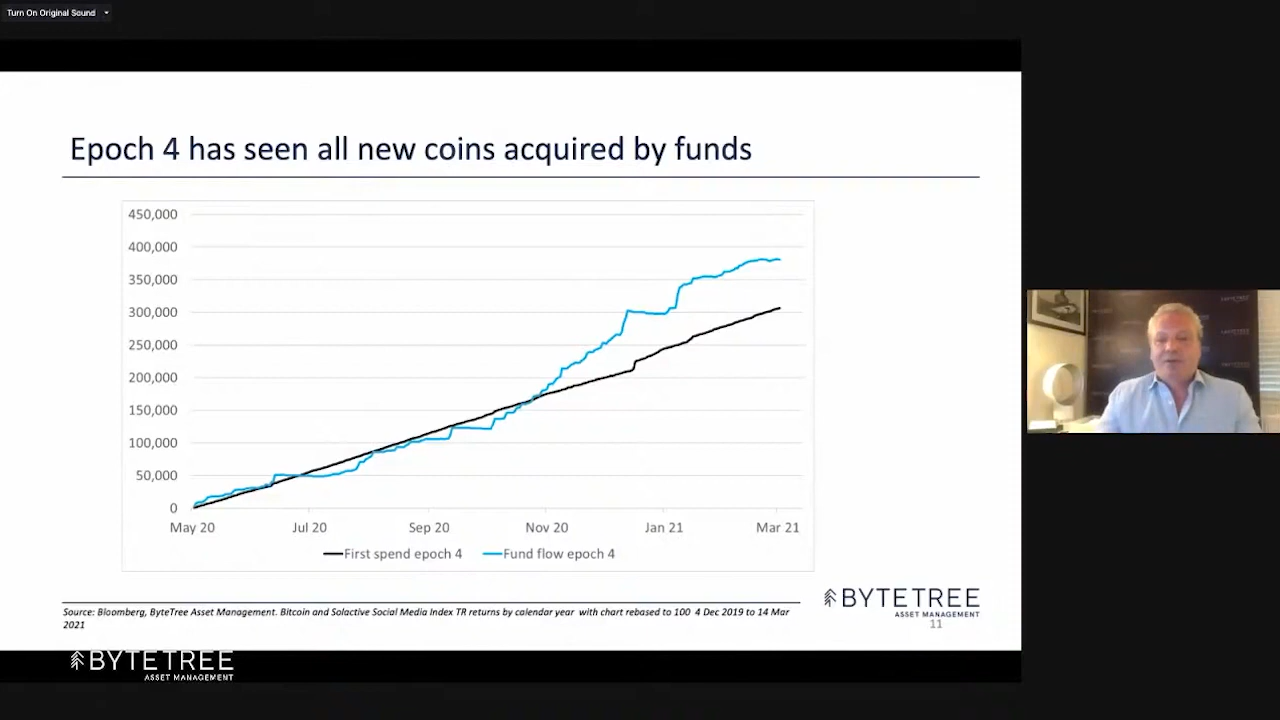 Turn On Original Sound
Epoch 4 has seen all new coins acquired by funds
450,000
400,000
350,000
300,000
250,000
200,000
150,000
100,000
50,000
0
May 20 Jul 20 Sep 20 Nov 20 Jan 21 Mar 21
First spend epoch 4 Fund flow epoch 4
Source: Bloomberg, ByteTree Asset Management. Bitcoin and Solactive Social Media Index TR returns by calendar year with chart rebased to 100 4 Dec 2019 to 14 Mar
2021
BYTETREE
ASSET MANAGEMENT
11
BYTETREE
ASSET MANAGEMENT